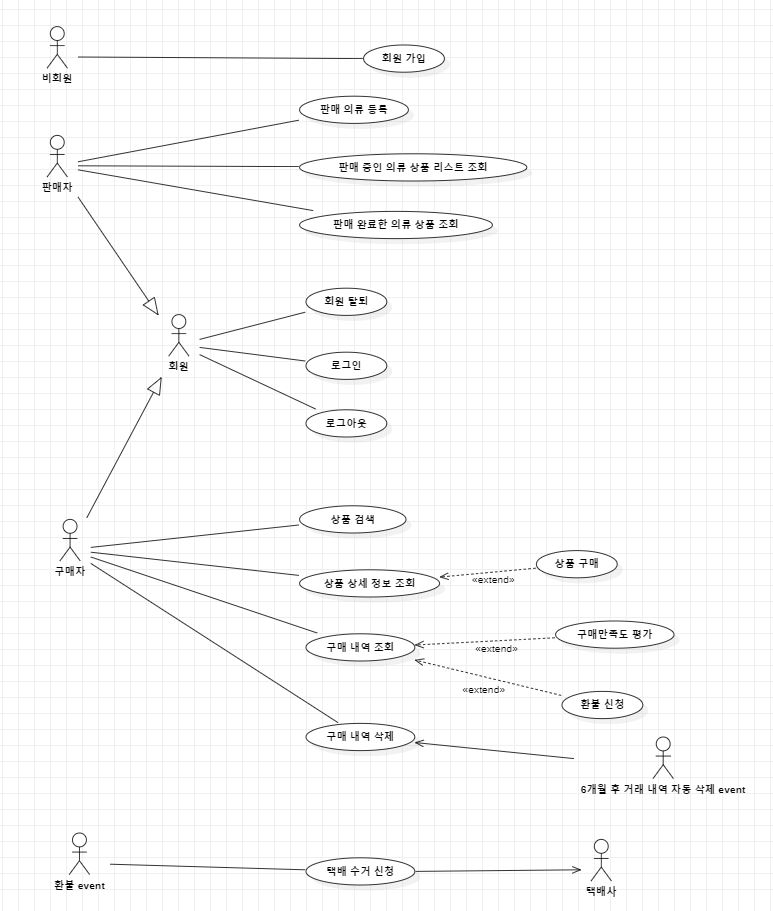 회원 가입
비회원
판매 의류 등록
판매 중인 의류 상품 리스트 조회
판매자
판매 완료한 의류 상품 조회
회원 탈퇴
회원
로그인
로그아웃
상품 검색
구매자
상품 상세 정보 조회
«extend»
상품 구매
구매 내역 조회
«extend»
구매만족도 평가
«extend»
환불 신청
구매 내역 삭제
6개월 후 거래 내역 자동 삭제 event
환불 event
택배 수거 신청
택배사